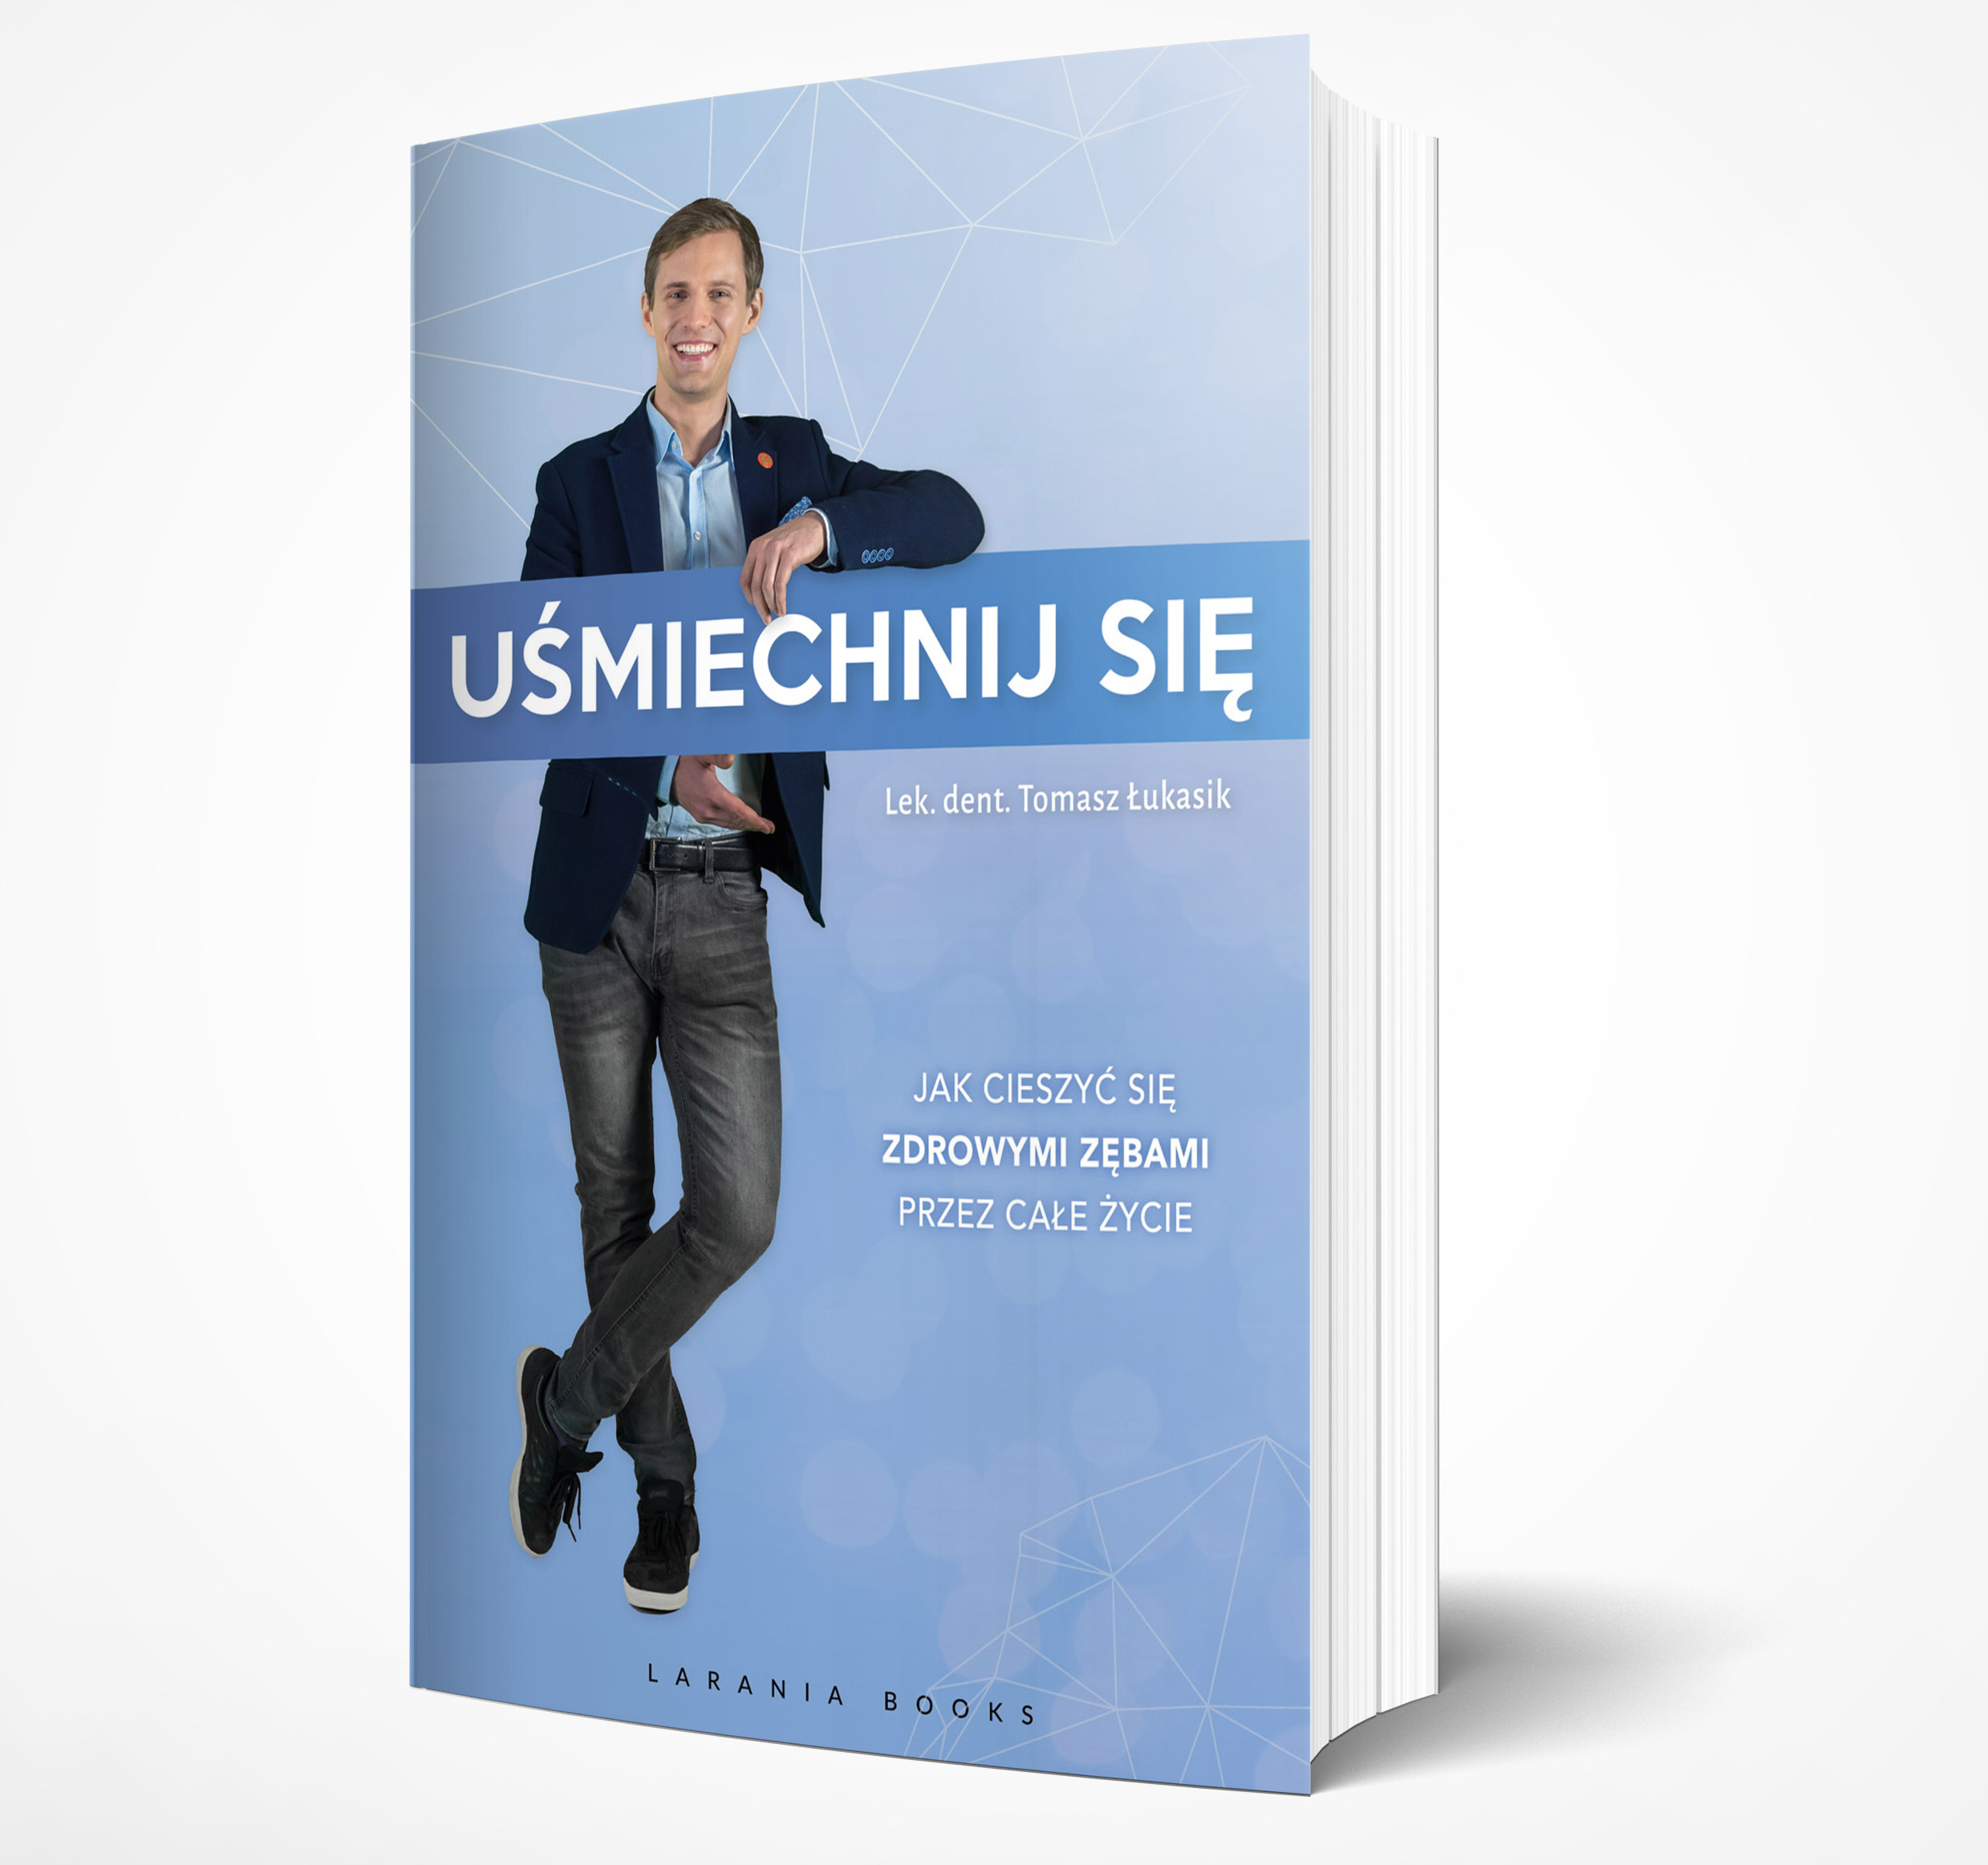 UŚMIECHNIJ SIĘ
Lek. dent. Tomasz Łukasik
JAK CIESZYĆ SIĘ
ZDROWYMI ZĘBAMI
PRZEZ CAŁE ŻYCIE
LARANIA BOOKS